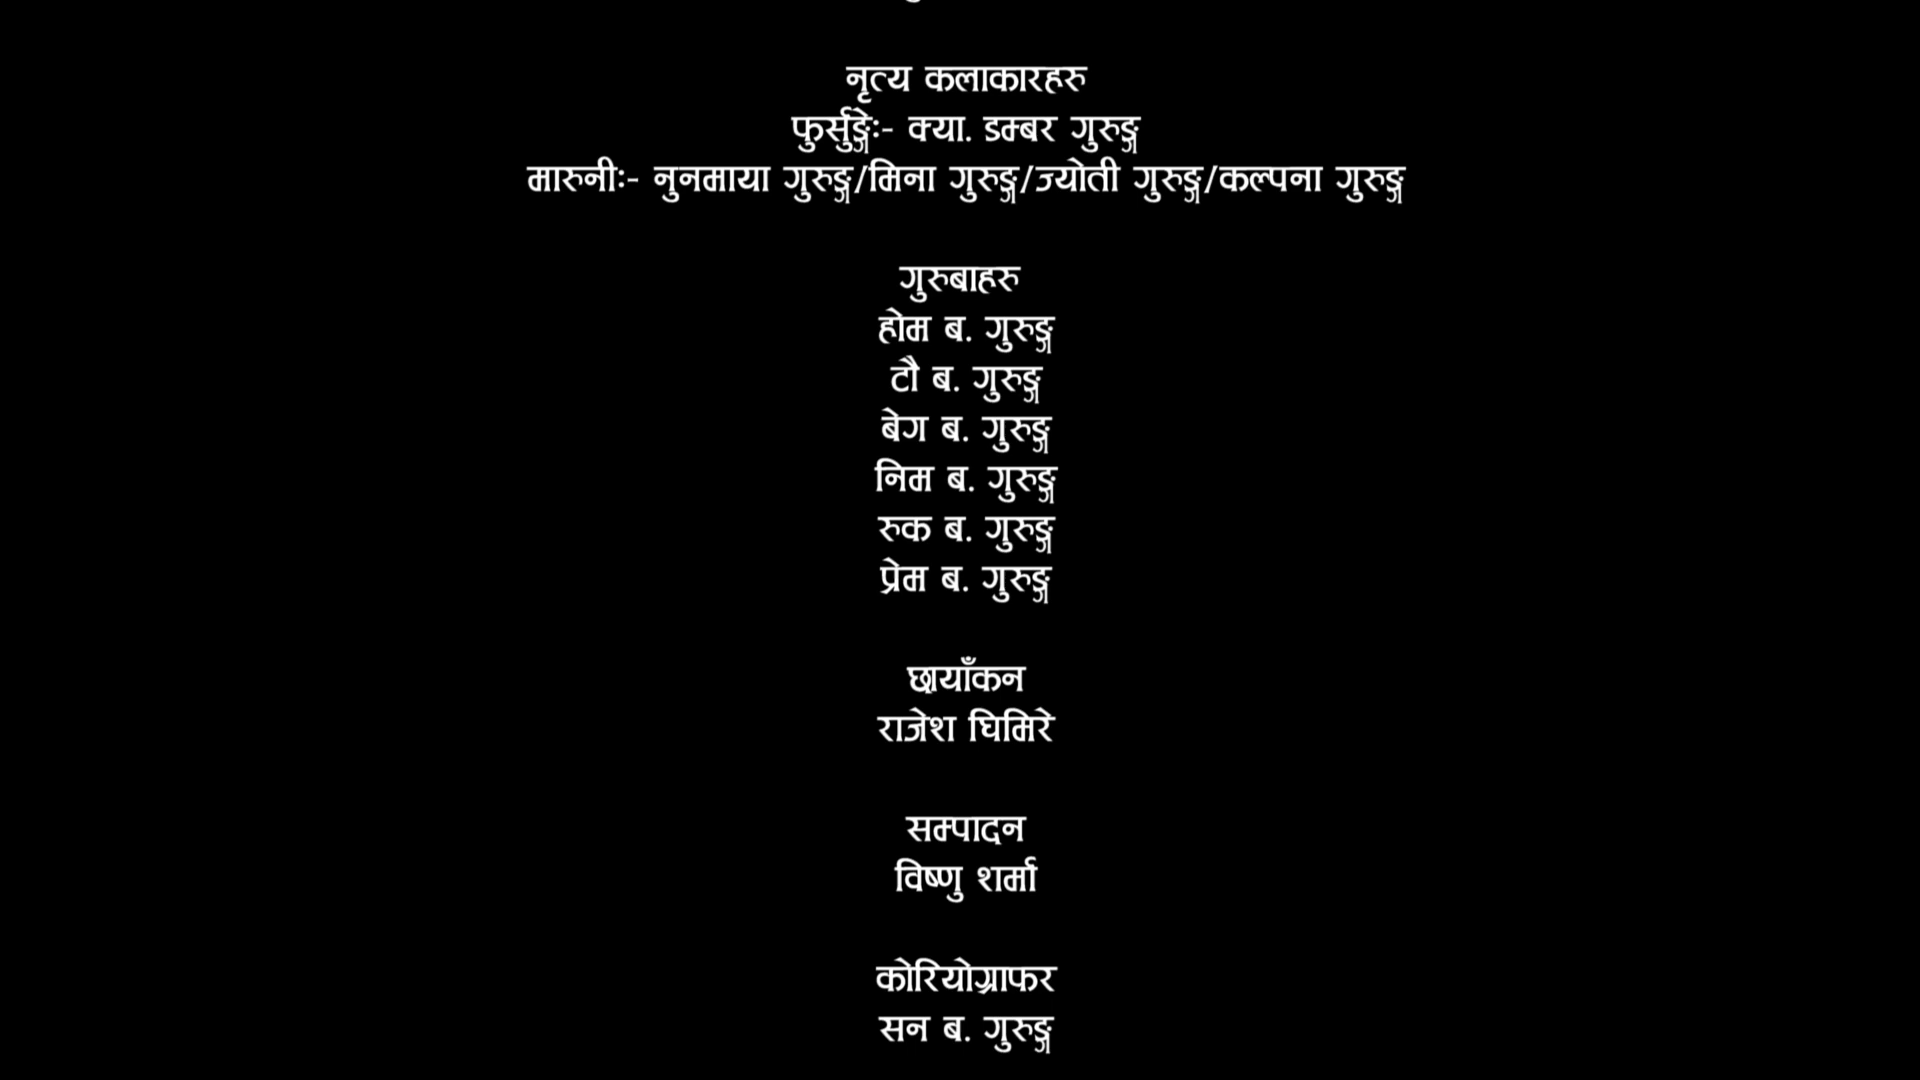 नृत्य कलाकारहरु
फुर्सुङ्गेः- क्या. डम्बर गुरुङ्ग
मारुनीः- नुनमाया गुरुङ्ग/मिना गुरुङ्ग/ज्योती गुरुङ्ग/कल्पना गुरुङ्ग
गुरुबाहरु
होम ब. गुरुङ्ग
टौ ब. गुरुङ्ग
बेग ब. गुरुङ्ग
निम ब. गुरुङ्ग
रुक ब. गुरुङ्ग
प्रेम ब. गुरुङ्ग
छायाँकन
राजेश घिमिरे
सम्पादन
विष्णु शर्मा
कोरियोग्राफर
सन ब. गुरुङ्ग